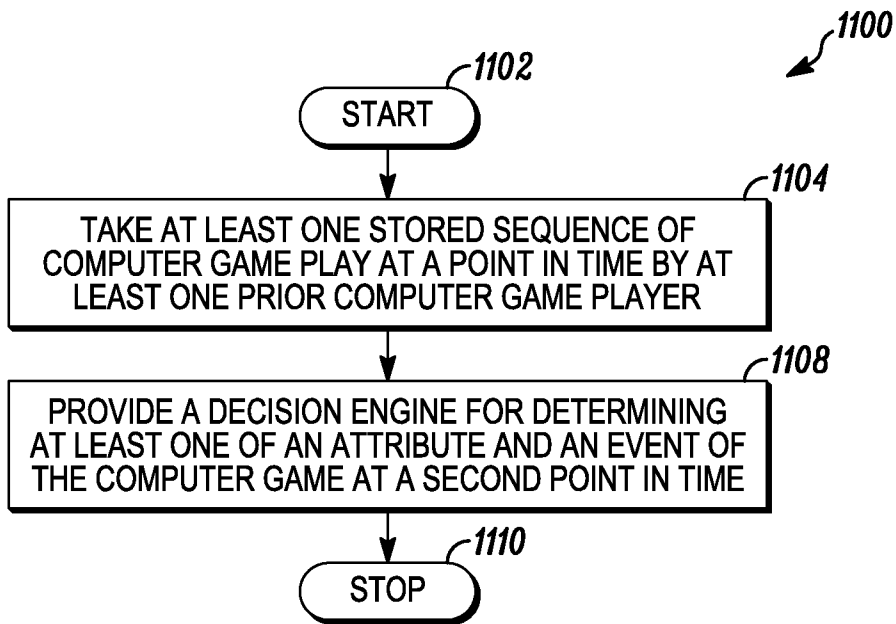 1100
1102
START
1104
TAKE AT LEAST ONE STORED SEQUENCE OF
COMPUTER GAME PLAY AT A POINT IN TIME BY AT
LEAST ONE PRIOR COMPUTER GAME PLAYER
1108
PROVIDE A DECISION ENGINE FOR DETERMINING
AT LEAST ONE OF AN ATTRIBUTE AND AN EVENT OF
THE COMPUTER GAME AT A SECOND POINT IN TIME
1110
STOP